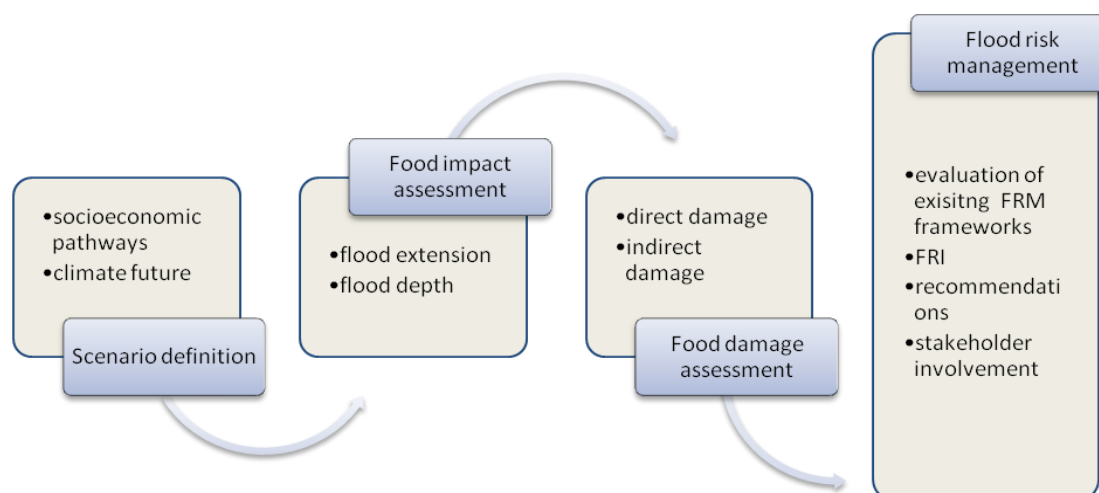 •socioeconomic
pathways
•climate future
Scenario definition
Food impact
assessment
•flood extension
•flood depth
•direct damage
•indirect
damage
Food damage
assessment
Flood risk
management
•evaluation of
exisitng FRM
frameworks
•FRI
•recommendati
ons
•stakeholder
involvement